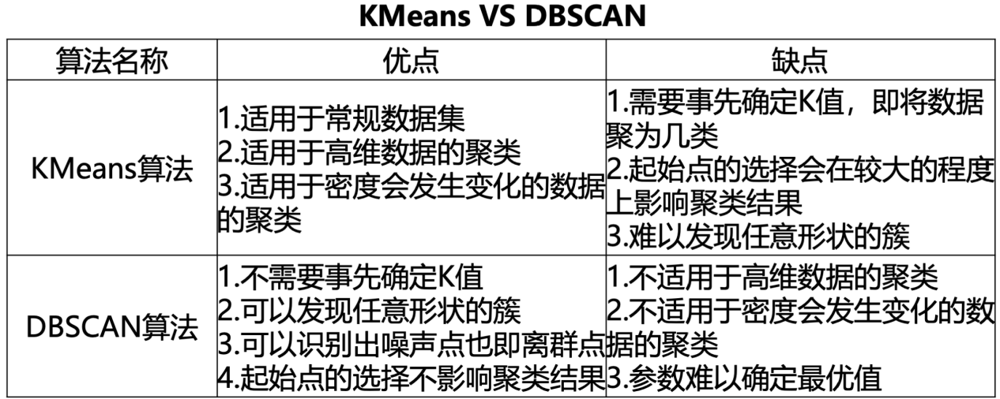 KMeans VS DBSCAN
算法名称
优点
缺点
KMeans算法
1.适用于常规数据集
2.适用于高维数据的聚类
3.适用于密度会发生变化的数据
的聚类
1.需要事先确定K值，即将数据
聚为几类
2.起始点的选择会在较大的程度
上影响聚类结果
3.难以发现任意形状的簇
DBSCAN算法
1.不需要事先确定K值
2.可以发现任意形状的簇
3.可以识别出噪声点也即离群点
4.起始点的选择不影响聚类结果
1.不适用于高维数据的聚类
2.不适用于密度会发生变化的数
据的聚类
3.参数难以确定最优值